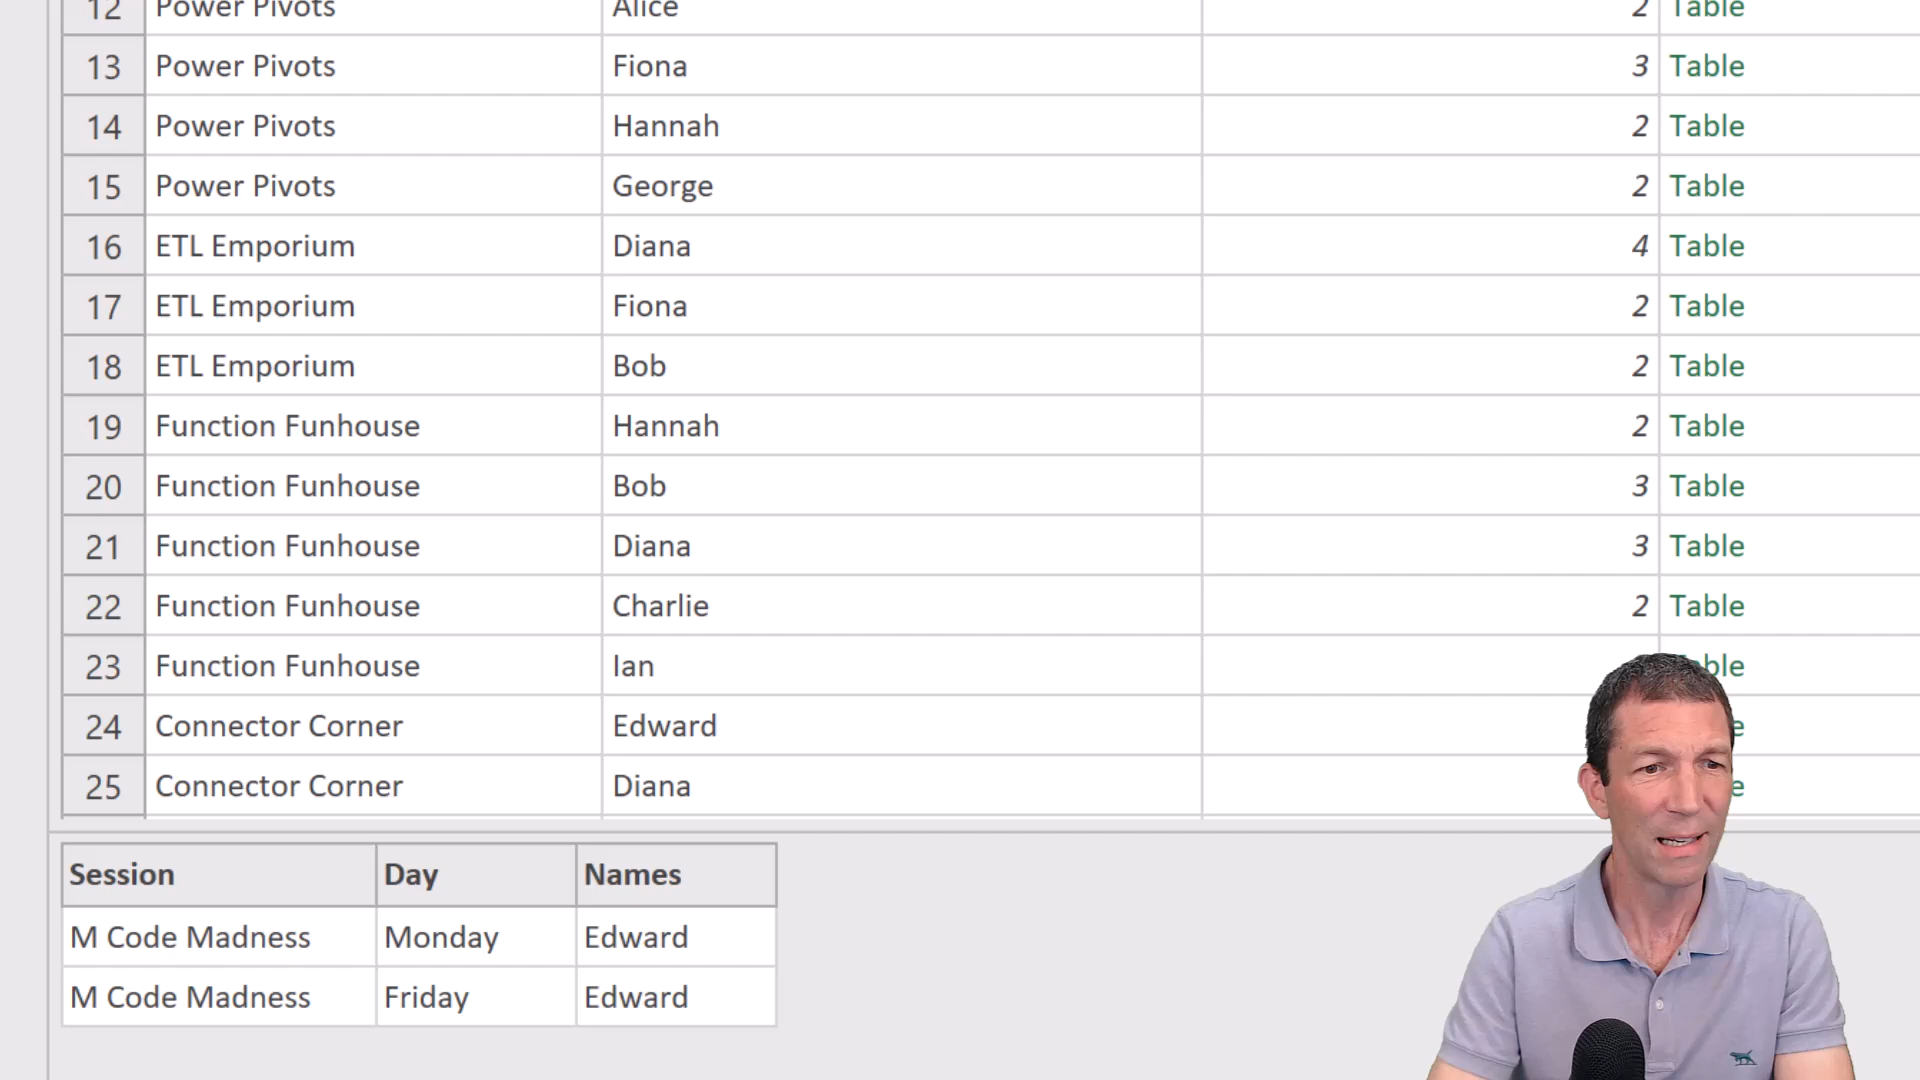 12 Power Pivots Alice 2 Table
13 Power Pivots Fiona 3 Table
14 Power Pivots Hannah 2 Table
15 Power Pivots George 2 Table
16 ETL Emporium Diana 4 Table
17 ETL Emporium Fiona 2 Table
18 ETL Emporium Bob 2 Table
19 Function Funhouse Hannah 2 Table
20 Function Funhouse Bob 3 Table
21 Function Funhouse Diana 3 Table
22 Function Funhouse Charlie 2 Table
23 Function Funhouse Ian
24 Connector Corner Edward
25 Connector Corner Diana
Session Day Names
M Code Madness Monday Edward
M Code Madness Friday Edward